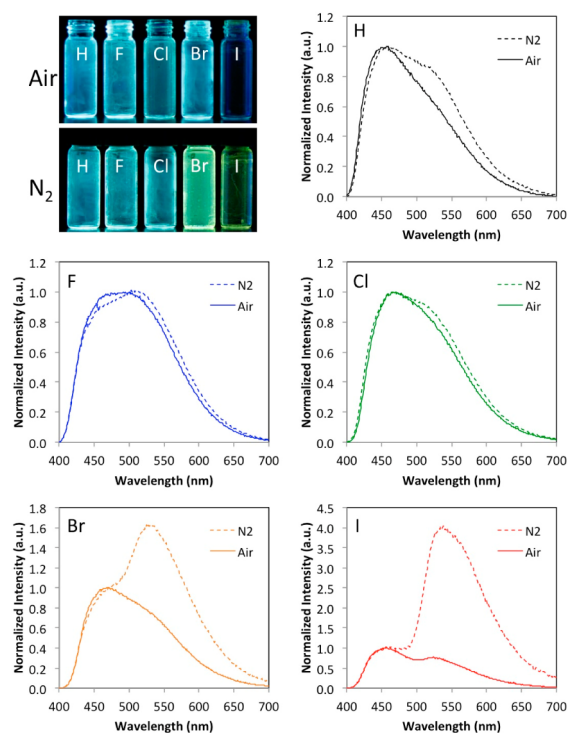 Air
H F Cl Br I
N2
H F Cl Br I
H
N2
Air
Normalized Intensity (a.u.)
1.2
1.0
0.8
0.6
0.4
0.2
0.0
400 450 500 550 600 650 700
Wavelength (nm)
F
N2
Air
Normalized Intensity (a.u.)
1.2
1.0
0.8
0.6
0.4
0.2
0.0
400 450 500 550 600 650 700
Wavelength (nm)
Cl
N2
Air
Normalized Intensity (a.u.)
1.2
1.0
0.8
0.6
0.4
0.2
0.0
400 450 500 550 600 650 700
Wavelength (nm)
Br
N2
Air
Normalized Intensity (a.u.)
1.8
1.6
1.4
1.2
1.0
0.8
0.6
0.4
0.2
0.0
400 450 500 550 600 650 700
Wavelength (nm)
I
N2
Air
Normalized Intensity (a.u.)
4.5
4.0
3.5
3.0
2.5
2.0
1.5
1.0
0.5
0.0
400 450 500 550 600 650 700
Wavelength (nm)